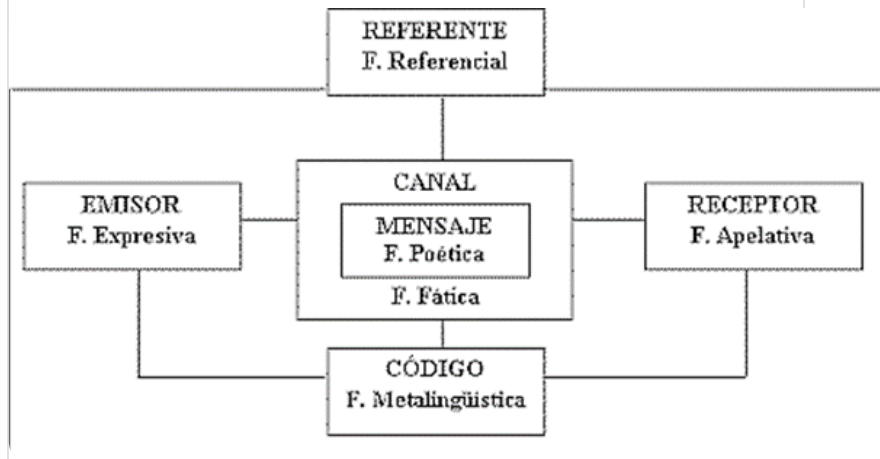 REFERENTE
F. Referencial
CANAL
EMISOR
F. Expresiva
MENSAJE
F. Poética
RECEPTOR
F. Apelativa
F. Fática
CÓDIGO
F. Metalingüística